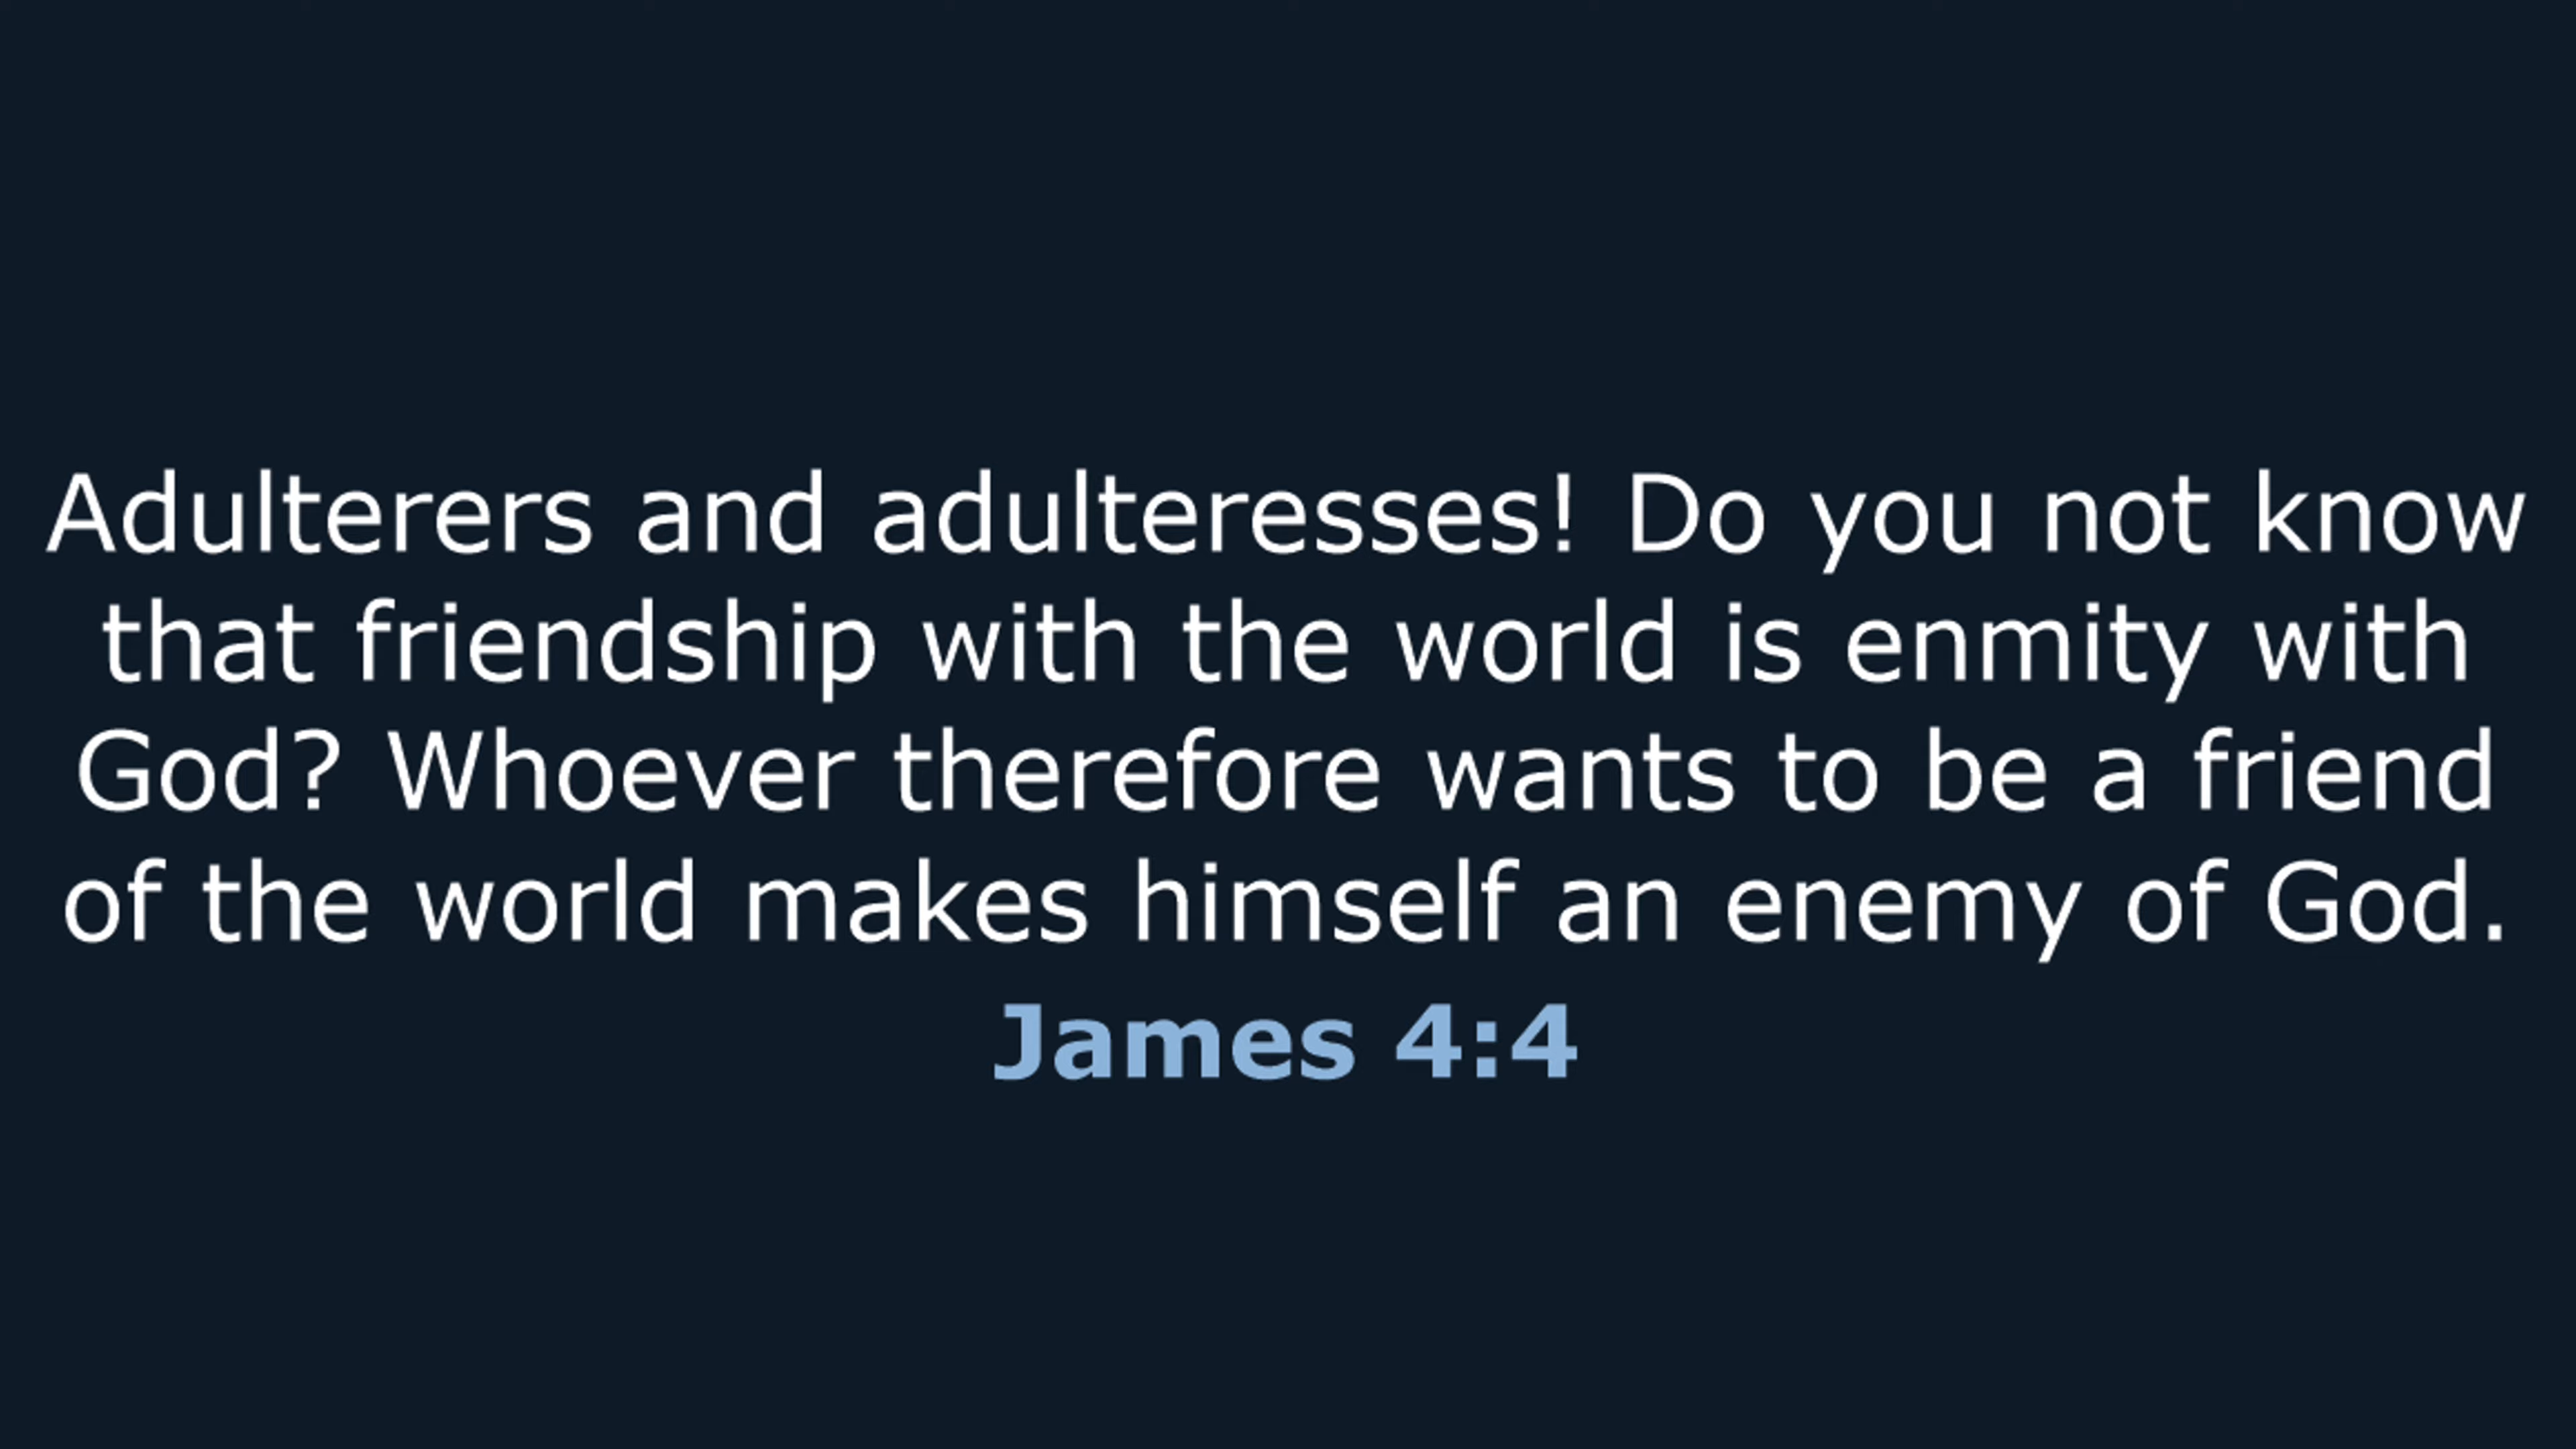 Adulterers and adulteresses! Do you not know
that friendship with the world is enmity with
God? Whoever therefore wants to be a friend
of the world makes himself an enemy of God.
James 4:4